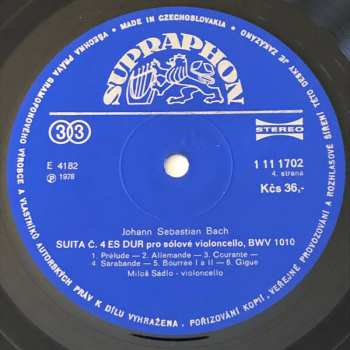 MADE IN CZECHOSLOVAKIA • VŠECHNA PRÁVA GRAMOFONOVÉHO VÝROBCE A VLASTNÍKŮ AUTORSKÝCH PRÁV K DÍLU VYHRAŽENA. POŘIZOVÁNÍ KOPIÍ, VEŘEJNÉ PROVOZOVÁNÍ A ROZHLASOVÉ ŠÍŘENÍ TÉTO DESKY JE ZAKÁZÁNO •
SUPRAPHON
33
STEREO
E 4182
℗ 1978
1 11 1702
4. strana
Kčs 36,-
Johann Sebastian Bach
SUITA Č. 4 ES DUR pro sólové violoncello, BWV 1010
1. Prélude — 2. Allemande — 3. Courante —
4. Sarabande — 5. Bourrée I a II — 6. Gigue
Miloš Sádlo - violoncello